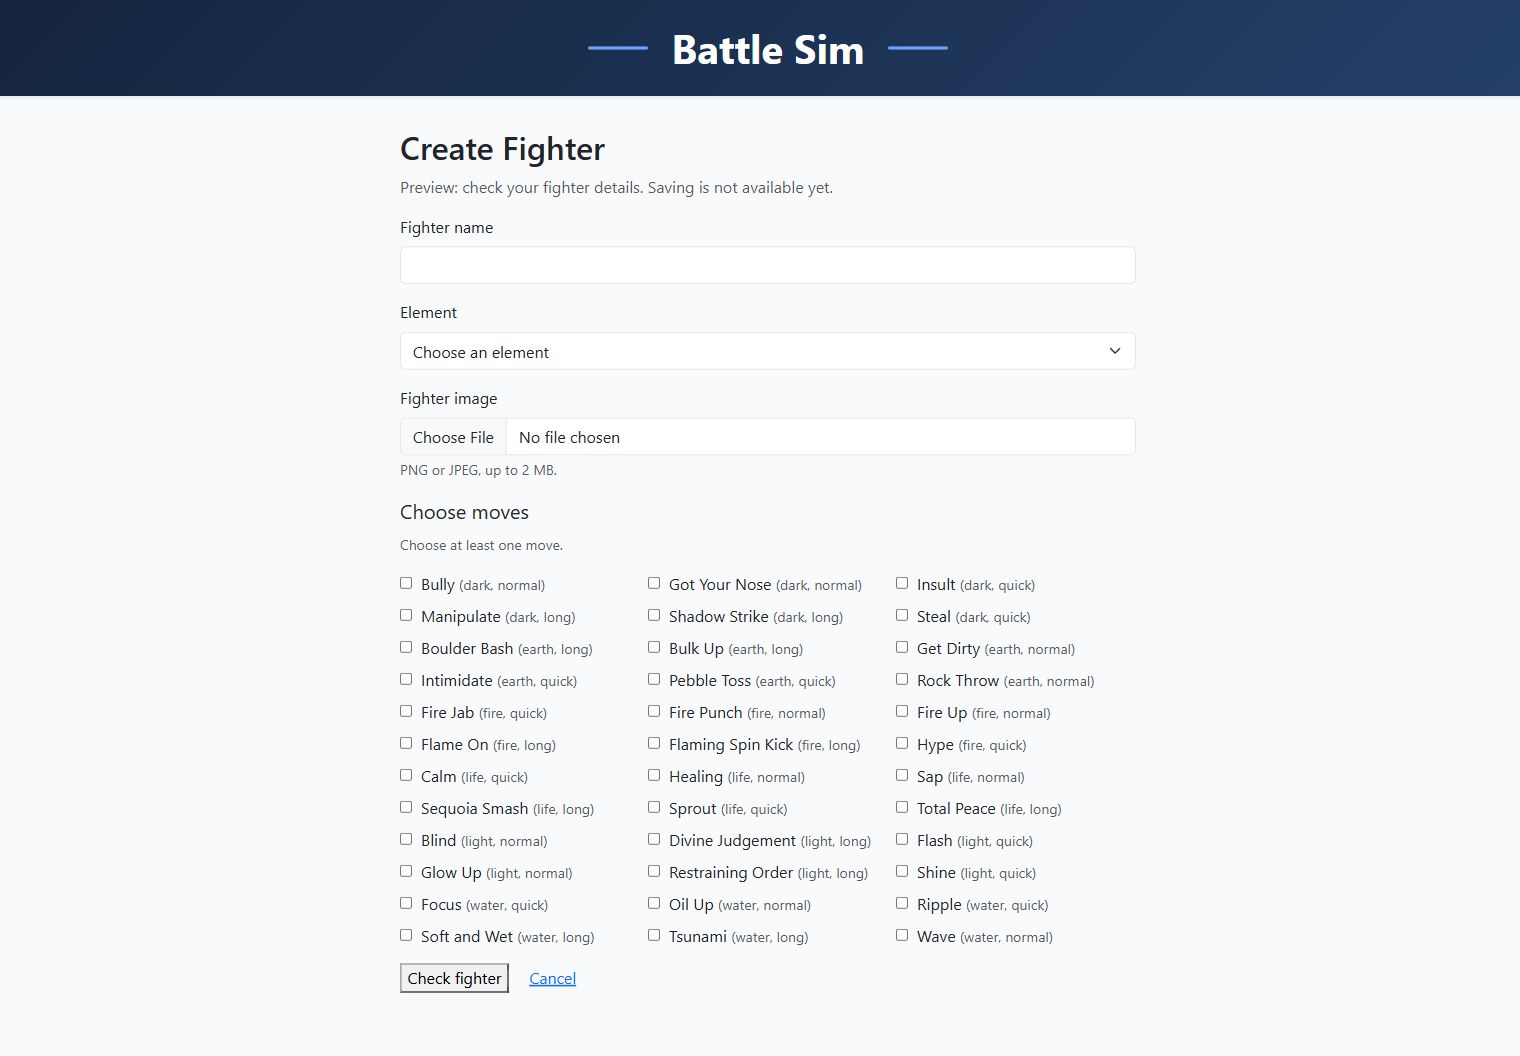 Battle Sim
Create Fighter
Preview: check your fighter details. Saving is not available yet.
Fighter name
Element
Choose an element
Fighter image
Choose File No file chosen
PNG or JPEG, up to 2 MB.
Choose moves
Choose at least one move.
Bully (dark, normal) Got Your Nose (dark, normal) Insult (dark, quick)
Manipulate (dark, long) Shadow Strike (dark, long) Steal (dark, quick)
Boulder Bash (earth, long) Bulk Up (earth, long) Get Dirty (earth, normal)
Intimidate (earth, quick) Pebble Toss (earth, quick) Rock Throw (earth, normal)
Fire Jab (fire, quick) Fire Punch (fire, normal) Fire Up (fire, normal)
Flame On (fire, long) Flaming Spin Kick (fire, long) Hype (fire, quick)
Calm (life, quick) Healing (life, normal) Sap (life, normal)
Sequoia Smash (life, long) Sprout (life, quick) Total Peace (life, long)
Blind (light, normal) Divine Judgement (light, long) Flash (light, quick)
Glow Up (light, normal) Restraining Order (light, long) Shine (light, quick)
Focus (water, quick) Oil Up (water, normal) Ripple (water, quick)
Soft and Wet (water, long) Tsunami (water, long) Wave (water, normal)
Check fighter Cancel